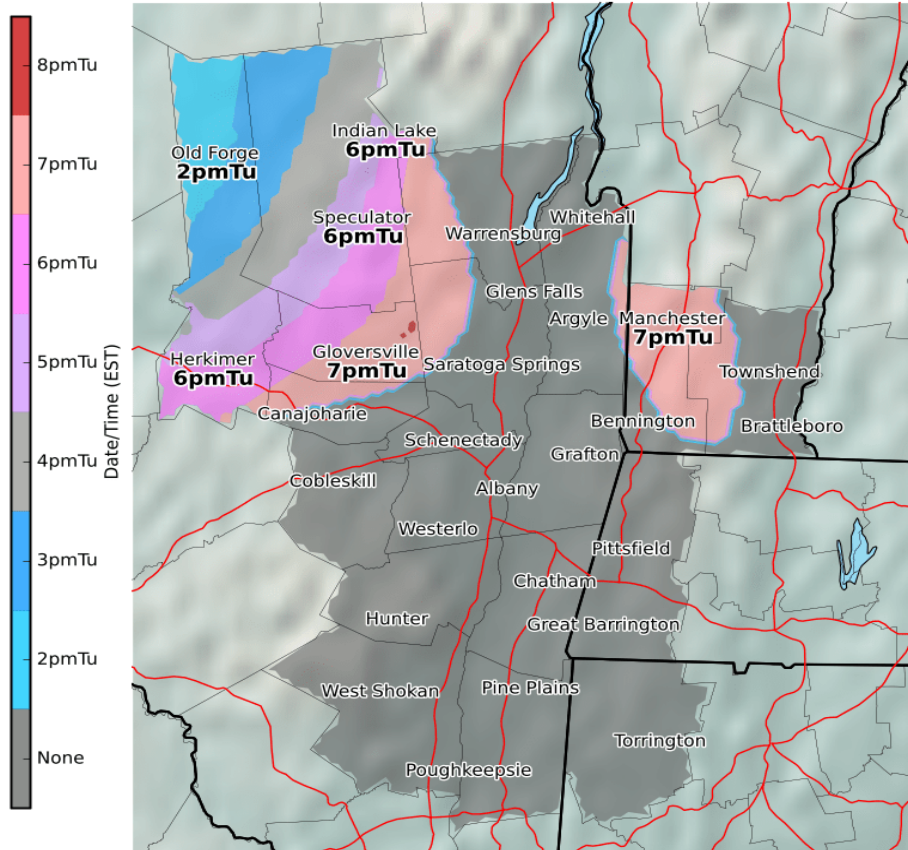 8pmTu
7pmTu
6pmTu
5pmTu
4pmTu
3pmTu
2pmTu
None
Date/Time (EST)
Indian Lake
6pmTu
Old Forge
2pmTu
Speculator
6pmTu
Whitehall
Warrensburg
Glens Falls
Argyle
Manchester
7pmTu
Herkimer
6pmTu
Gloversville
7pmTu
Saratoga Springs
Townshend
Canajoharie
Bennington
Brattleboro
Schenectady
Grafton
Cobleskill
Albany
Westerlo
Pittsfield
Chatham
Hunter
Great Barrington
West Shokan
Pine Plains
Torrington
Poughkeepsie